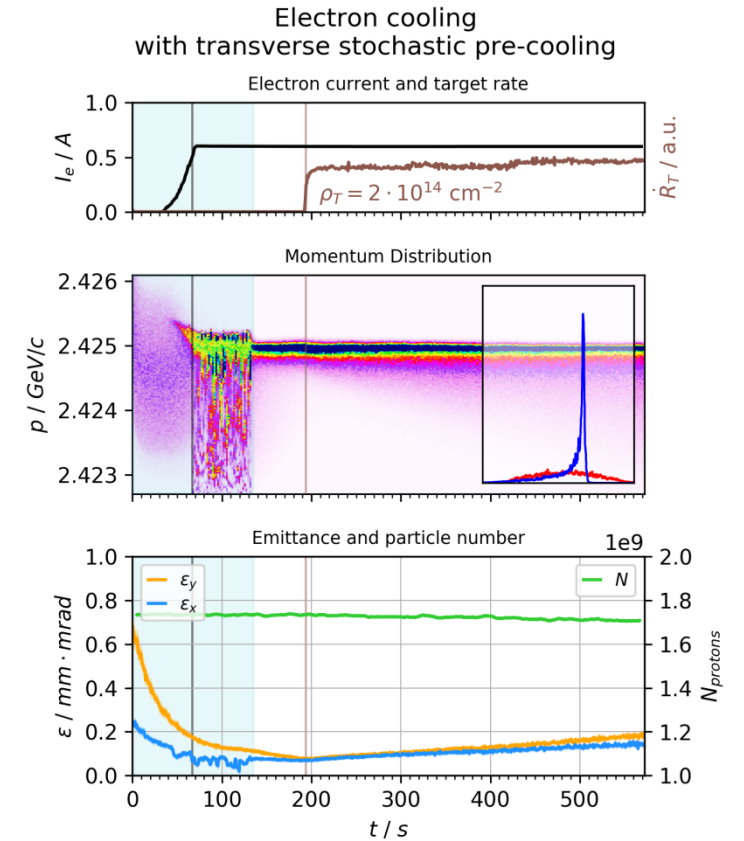 Electron cooling
with transverse stochastic pre-cooling
Electron current and target rate
1.0
0.5
0.0
I_e / A
Ṙ_T / a.u.
ρ_T = 2 · 10¹⁴ cm⁻²
Momentum Distribution
2.426
2.425
2.424
2.423
p / GeV/c
Emittance and particle number
1e9
1.0
0.8
0.6
0.4
0.2
0.0
ε / mm · mrad
ε_y
ε_x
N
2.0
1.8
1.6
1.4
1.2
1.0
N_protons
0 100 200 300 400 500
t / s